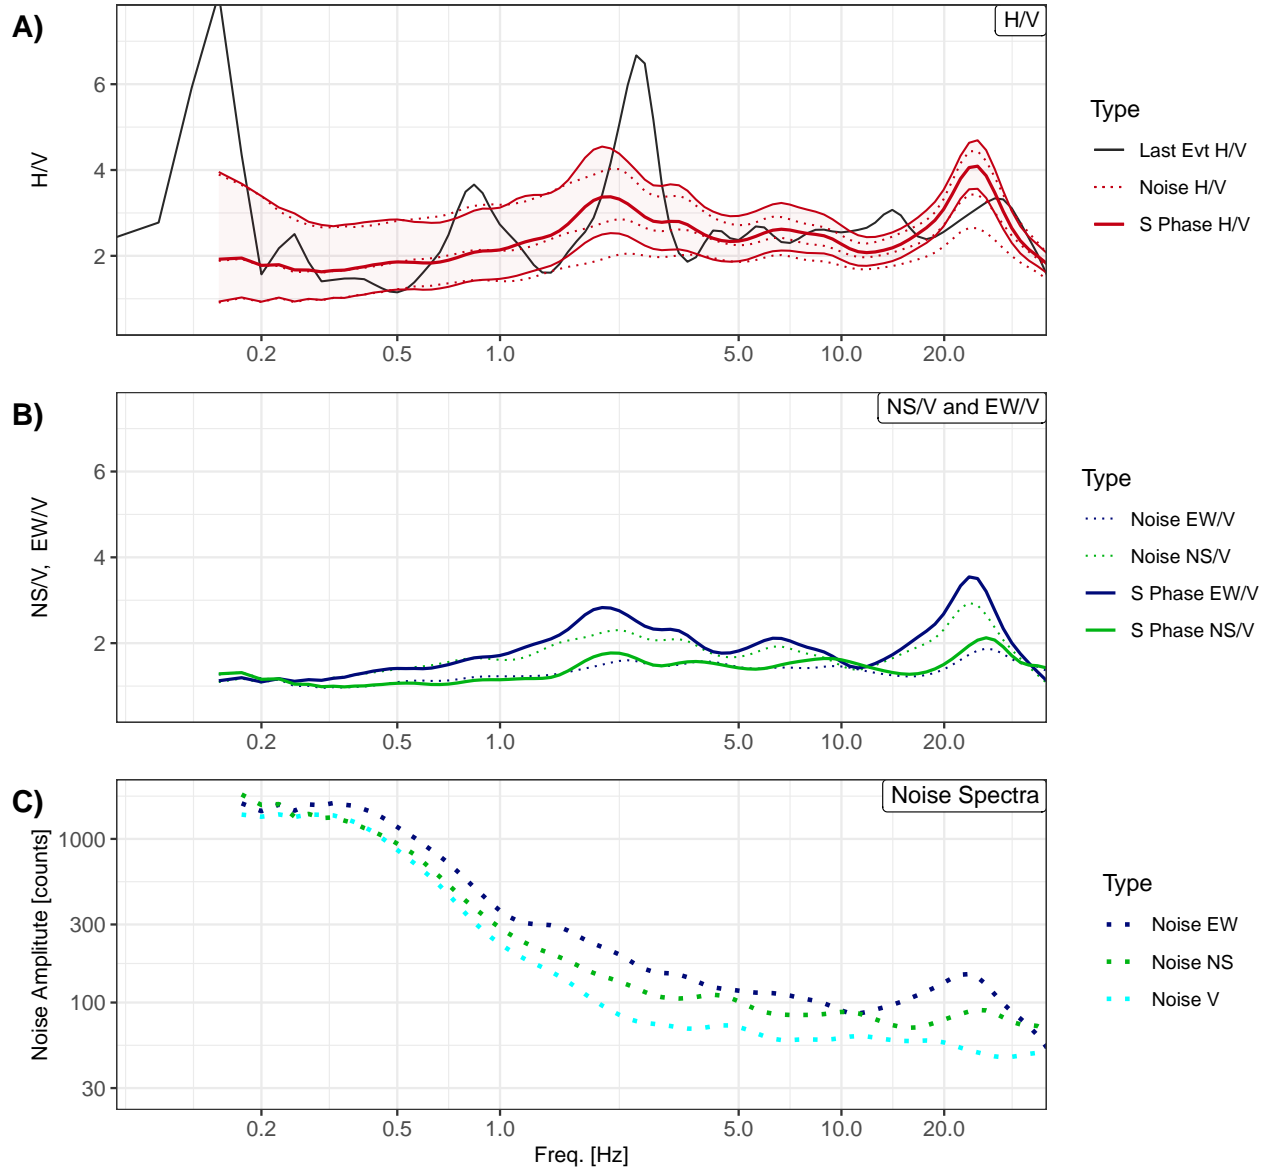 A)
H/V
H/V
6
4
2
0.2
0.5
1.0
5.0
10.0
20.0
Type
Last Evt H/V
Noise H/V
S Phase H/V
B)
NS/V and EW/V
NS/V,  EW/V
6
4
2
0.2
0.5
1.0
5.0
10.0
20.0
Type
Noise EW/V
Noise NS/V
S Phase EW/V
S Phase NS/V
C)
Noise Spectra
Noise Amplitute [counts]
1000
300
100
30
0.2
0.5
1.0
5.0
10.0
20.0
Freq. [Hz]
Type
Noise EW
Noise NS
Noise V